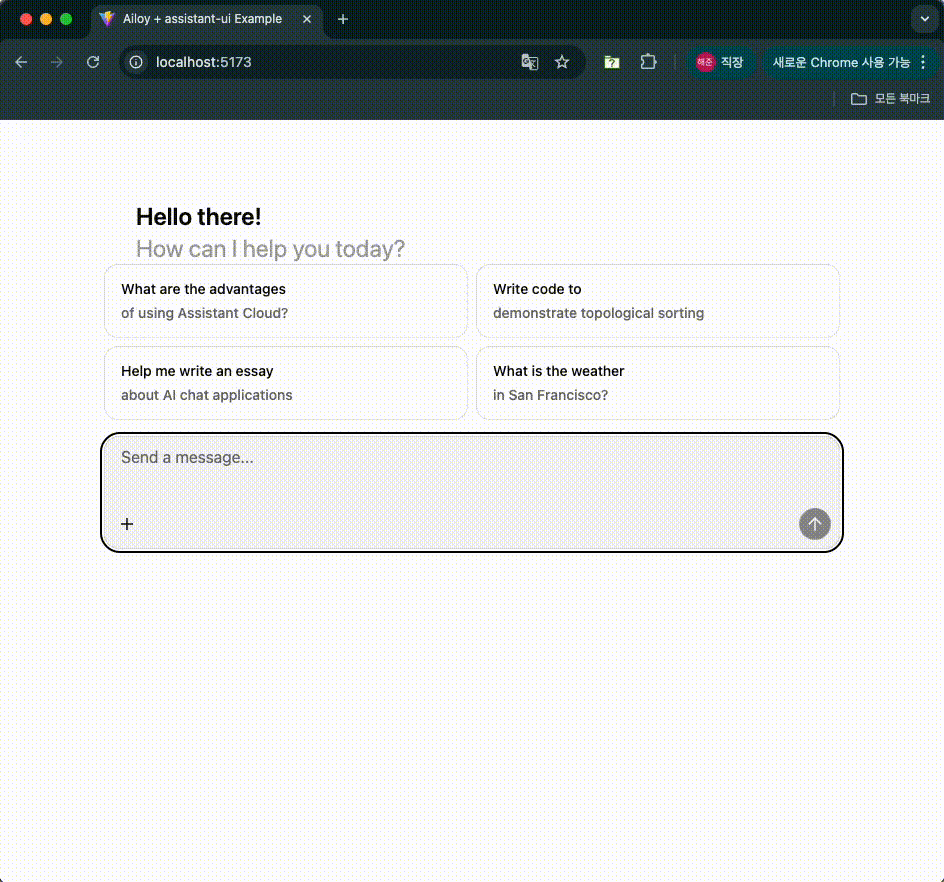 Ailoy + assistant-ui Example
localhost:5173
해준 직장
새로운 Chrome 사용 가능
모든 북마크
Hello there!
How can I help you today?
What are the advantages
of using Assistant Cloud?
Write code to
demonstrate topological sorting
Help me write an essay
about AI chat applications
What is the weather
in San Francisco?
Send a message...